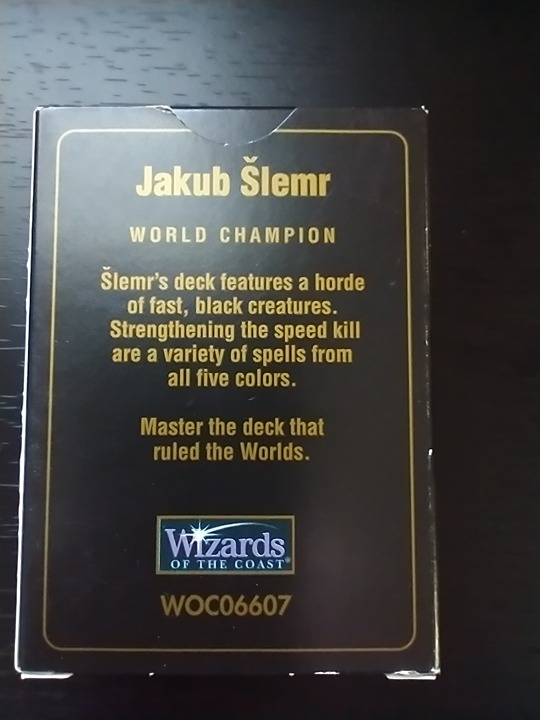 Jakub Šlemr
WORLD CHAMPION
Šlemr's deck features a horde
of fast, black creatures.
Strengthening the speed kill
are a variety of spells from
all five colors.
Master the deck that
ruled the Worlds.
Wizards
OF THE COAST®
WOC06607